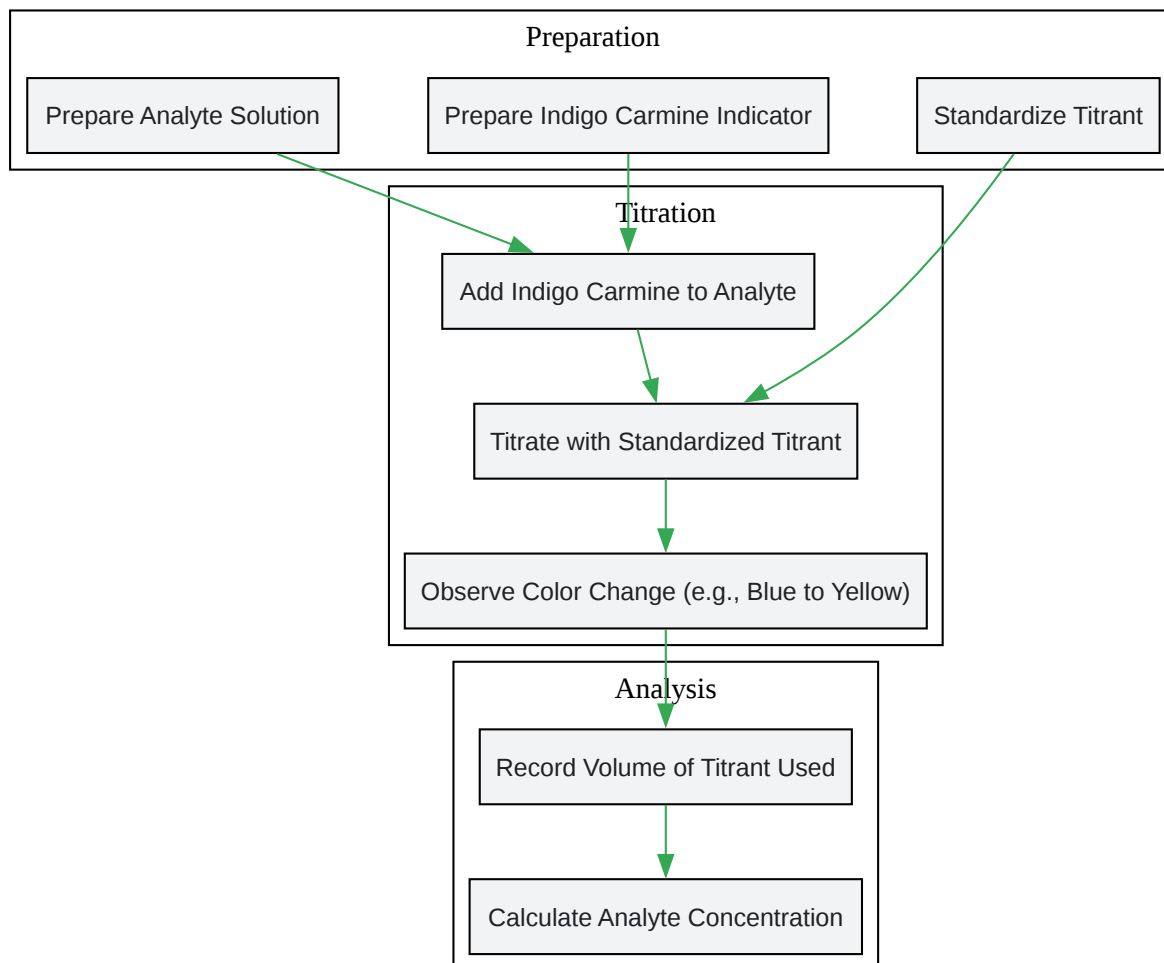 Preparation
Prepare Analyte Solution
Prepare Indigo Carmine Indicator
Standardize Titrant
Titration
Add Indigo Carmine to Analyte
Titrate with Standardized Titrant
Observe Color Change (e.g., Blue to Yellow)
Analysis
Record Volume of Titrant Used
Calculate Analyte Concentration